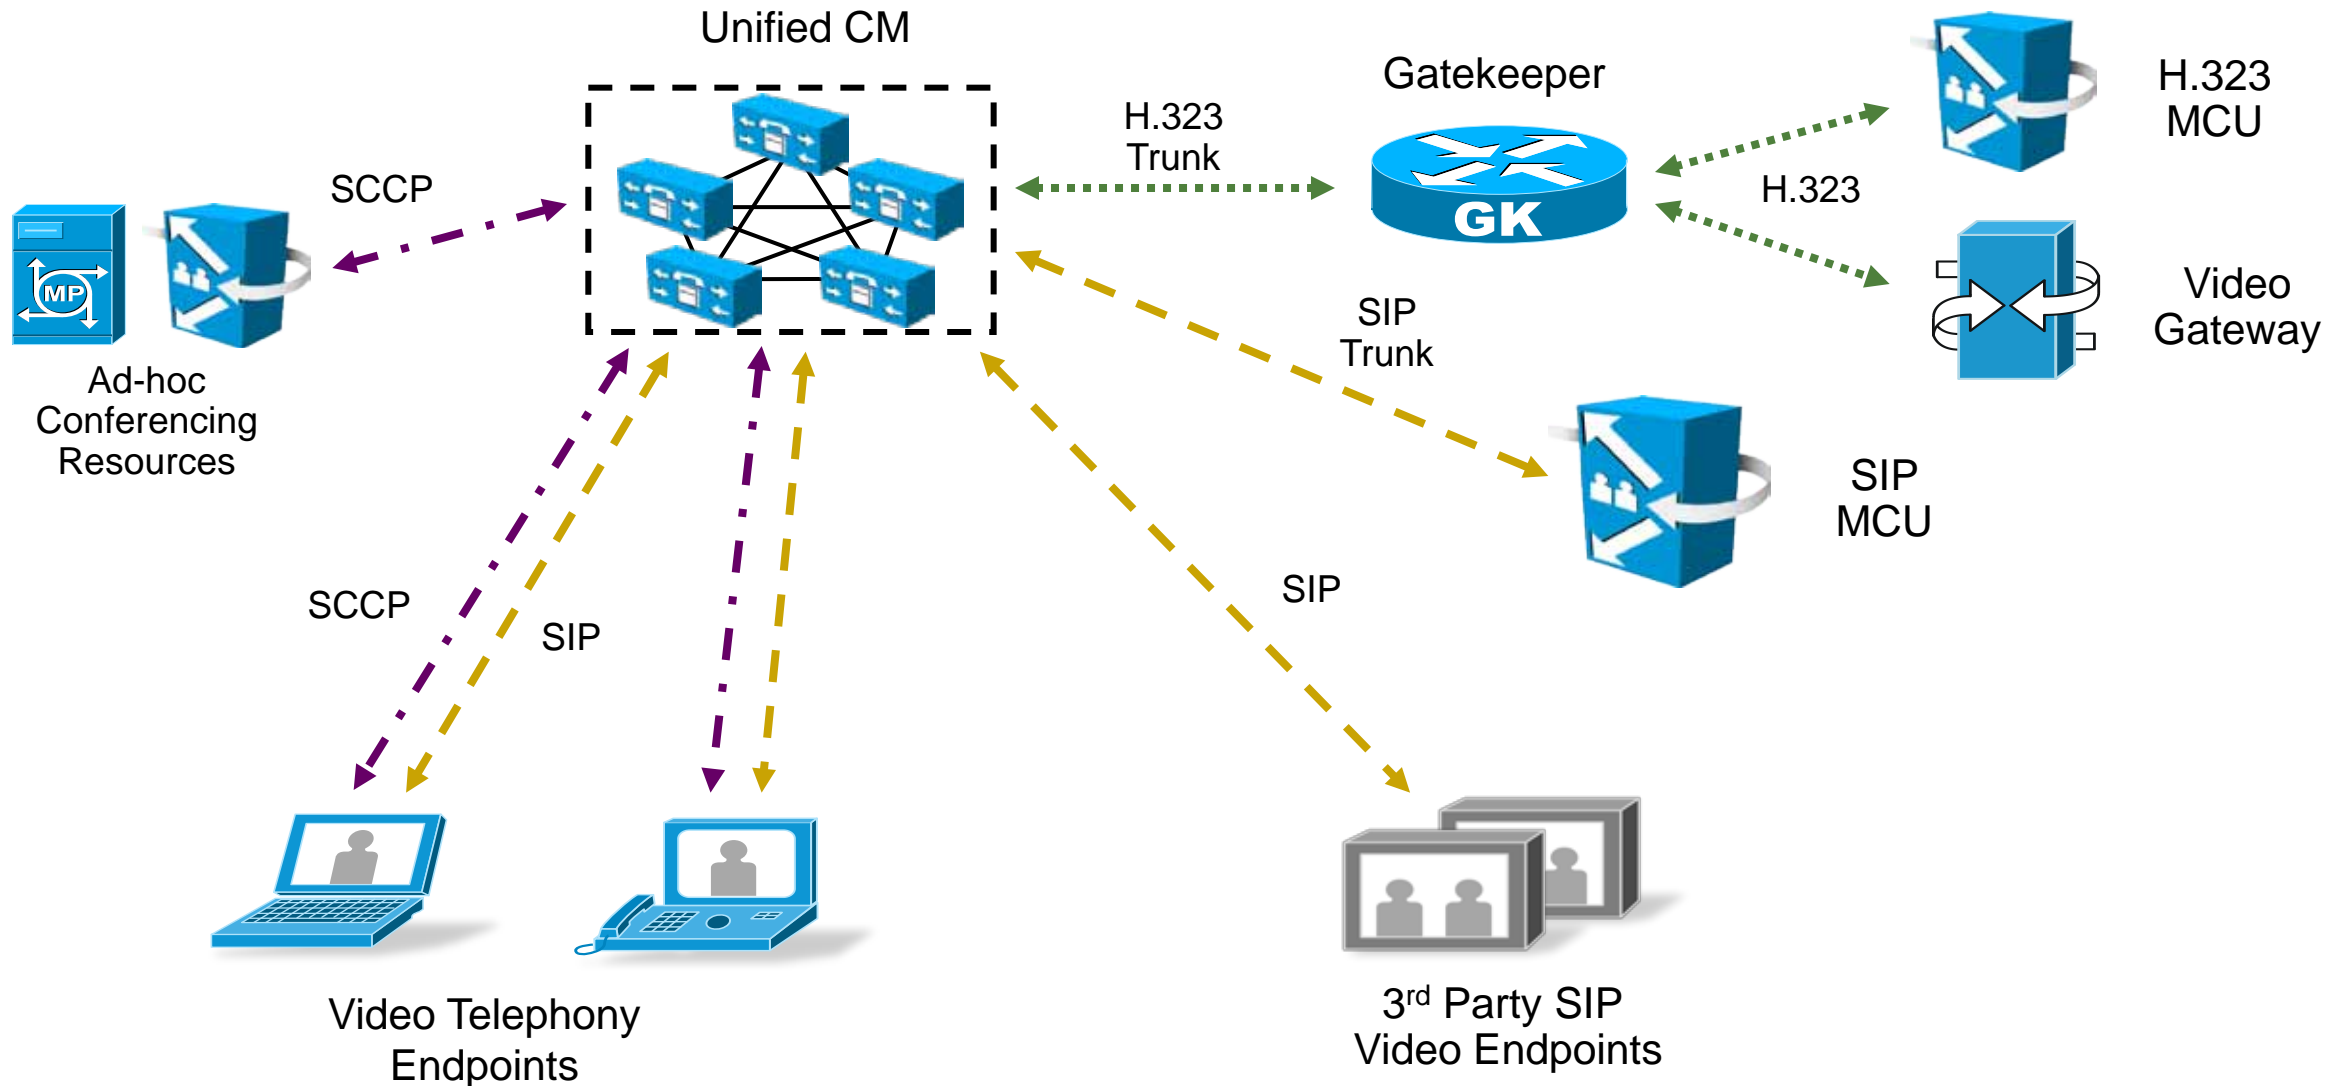 Unified CM
Gatekeeper
H.323
MCU
H.323
Trunk
SCCP
H.323
GK
MP
Video
Gateway
SIP
Trunk
Ad-hoc
Conferencing
Resources
SIP
MCU
SCCP
SIP
SIP
Video Telephony
Endpoints
3rd Party SIP
Video Endpoints